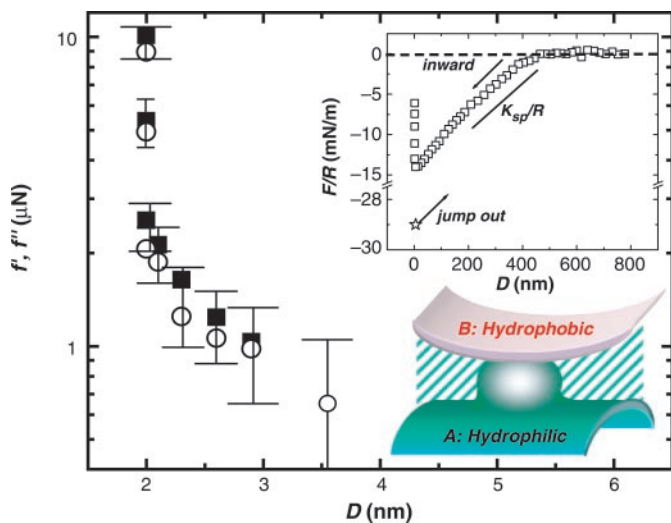 10
1
f', f'' (μN)
2 3 4 5 6
D (nm)
0
−5
−10
−15
−28
−30
F/R (mN/m)
inward
K_sp/R
jump out
0 200 400 600 800
D (nm)
B: Hydrophobic
A: Hydrophilic